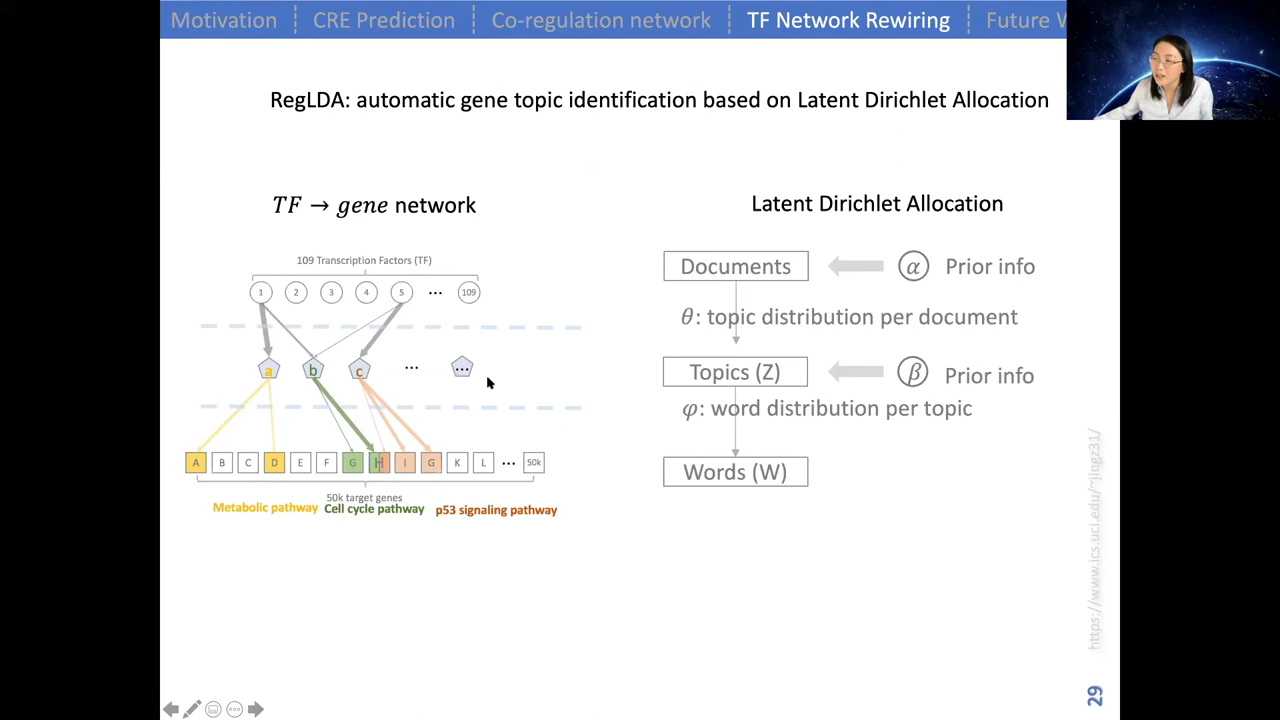 Motivation
CRE Prediction
Co-regulation network
TF Network Rewiring
Future
RegLDA: automatic gene topic identification based on Latent Dirichlet Allocation
TF → gene network
109 Transcription Factors (TF)
1 2 3 4 5 ... 109
a b c ... ...
A B C D E F G H I G K L ... 50k
50k target genes
Metabolic pathway Cell cycle pathway p53 signaling pathway
Latent Dirichlet Allocation
Documents α Prior info
θ: topic distribution per document
Topics (Z) β Prior info
φ: word distribution per topic
Words (W)
https://www.ics.uci.edu/~jingz31/
29